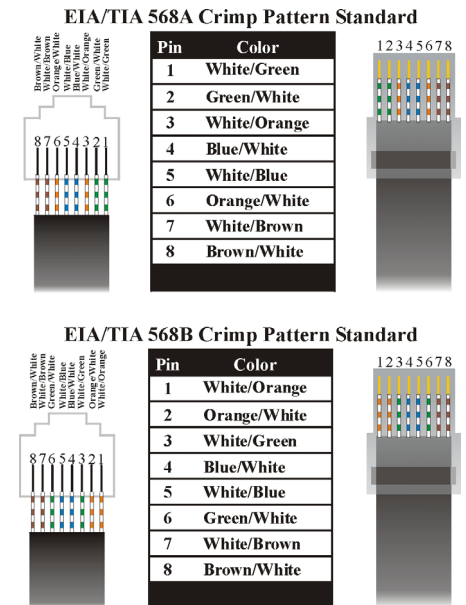 EIA/TIA 568A Crimp Pattern Standard
Brown/White
White/Brown
Orange/White
White/Blue
Blue/White
White/Orange
Green/White
White/Green
87654321
Pin Color
1 White/Green
2 Green/White
3 White/Orange
4 Blue/White
5 White/Blue
6 Orange/White
7 White/Brown
8 Brown/White
12345678
EIA/TIA 568B Crimp Pattern Standard
Brown/White
White/Brown
Green/White
White/Blue
Blue/White
White/Green
Orange/White
White/Orange
87654321
Pin Color
1 White/Orange
2 Orange/White
3 White/Green
4 Blue/White
5 White/Blue
6 Green/White
7 White/Brown
8 Brown/White
12345678